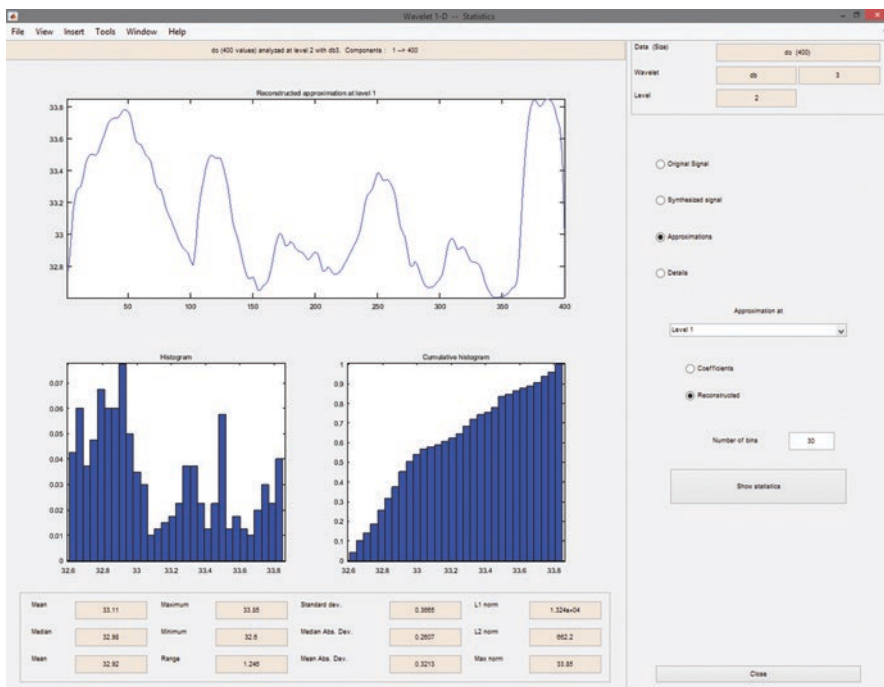 Wavelet 1-D -- Statistics
File View Insert Tools Window Help
do (400 values) analyzed at level 2 with db3. Components : 1 --> 400
Data (Size)
do (400)
Wavelet
db
3
Level
2
Reconstructed approximation at level 1
33.8
33.6
33.4
33.2
33
32.8
50 100 150 200 250 300 350 400
Original Signal
Synthesized signal
Approximations
Details
Approximation at
Level 1
Coefficients
Reconstructed
Number of bins
30
Show statistics
Histogram
0.07
0.06
0.05
0.04
0.03
0.02
0.01
0
32.6 32.8 33 33.2 33.4 33.6 33.8
Cumulative histogram
1
0.9
0.8
0.7
0.6
0.5
0.4
0.3
0.2
0.1
0
32.6 32.8 33 33.2 33.4 33.6 33.8
Mean 33.11 Maximum 33.85 Standard dev. 0.3665 L1 norm 1.324e+04
Median 32.98 Minimum 32.6 Median Abs. Dev. 0.2607 L2 norm 662.2
Mean 32.92 Range 1.246 Mean Abs. Dev. 0.3213 Max norm 33.85
Close